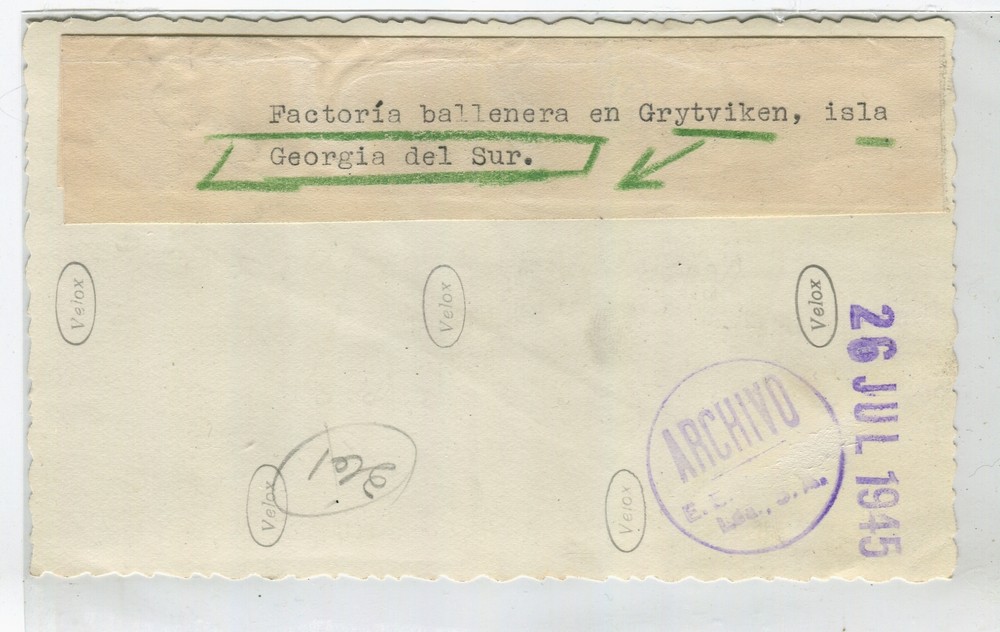 Factoría ballenera en Grytviken, isla
Georgia del Sur.
Velox
Velox
Velox
26 JUL 1945
ARCHIVO
Velox
Velox